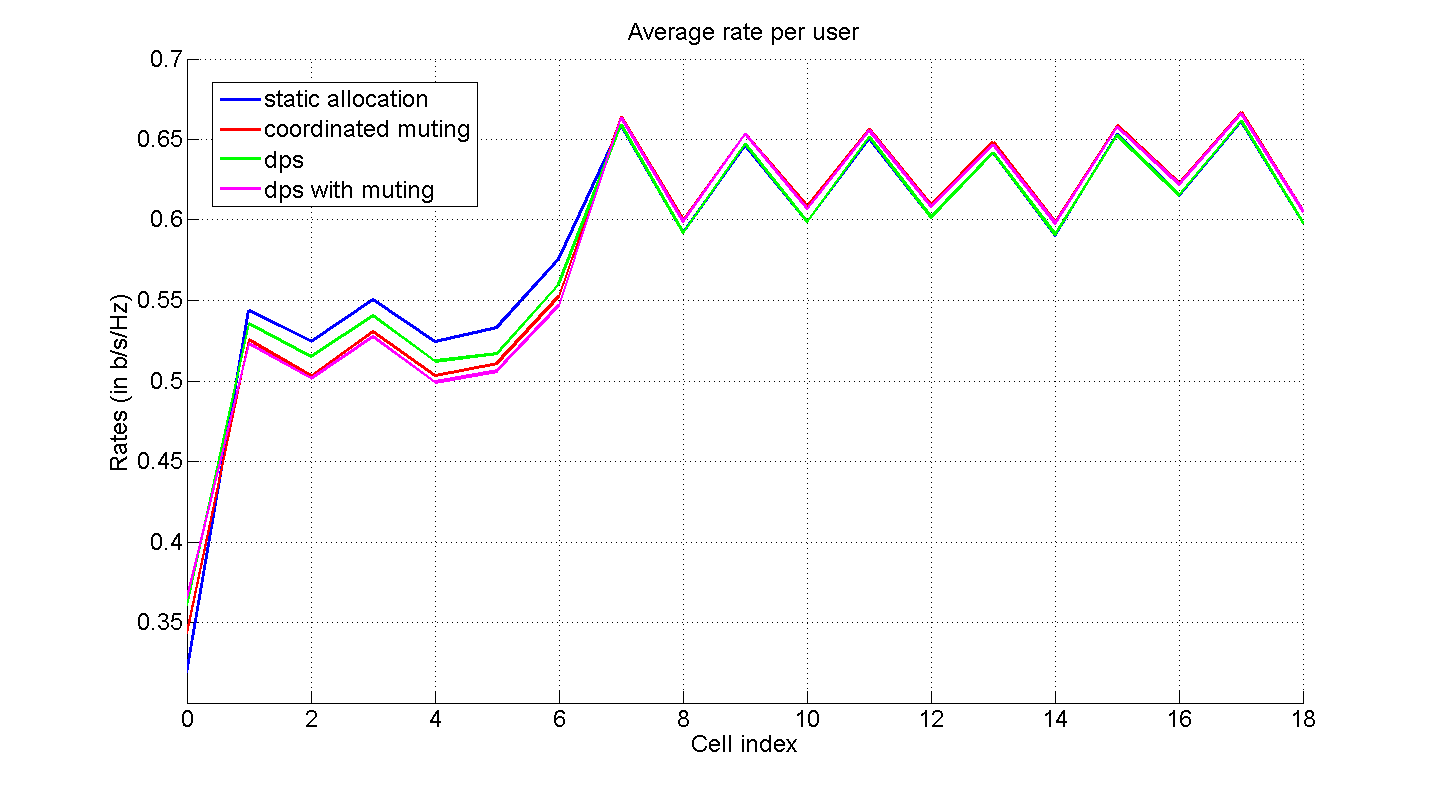 Average rate per user
0.7
0.65
0.6
0.55
0.5
0.45
0.4
0.35
Rates (in b/s/Hz)
static allocation
coordinated muting
dps
dps with muting
0 2 4 6 8 10 12 14 16 18
Cell index